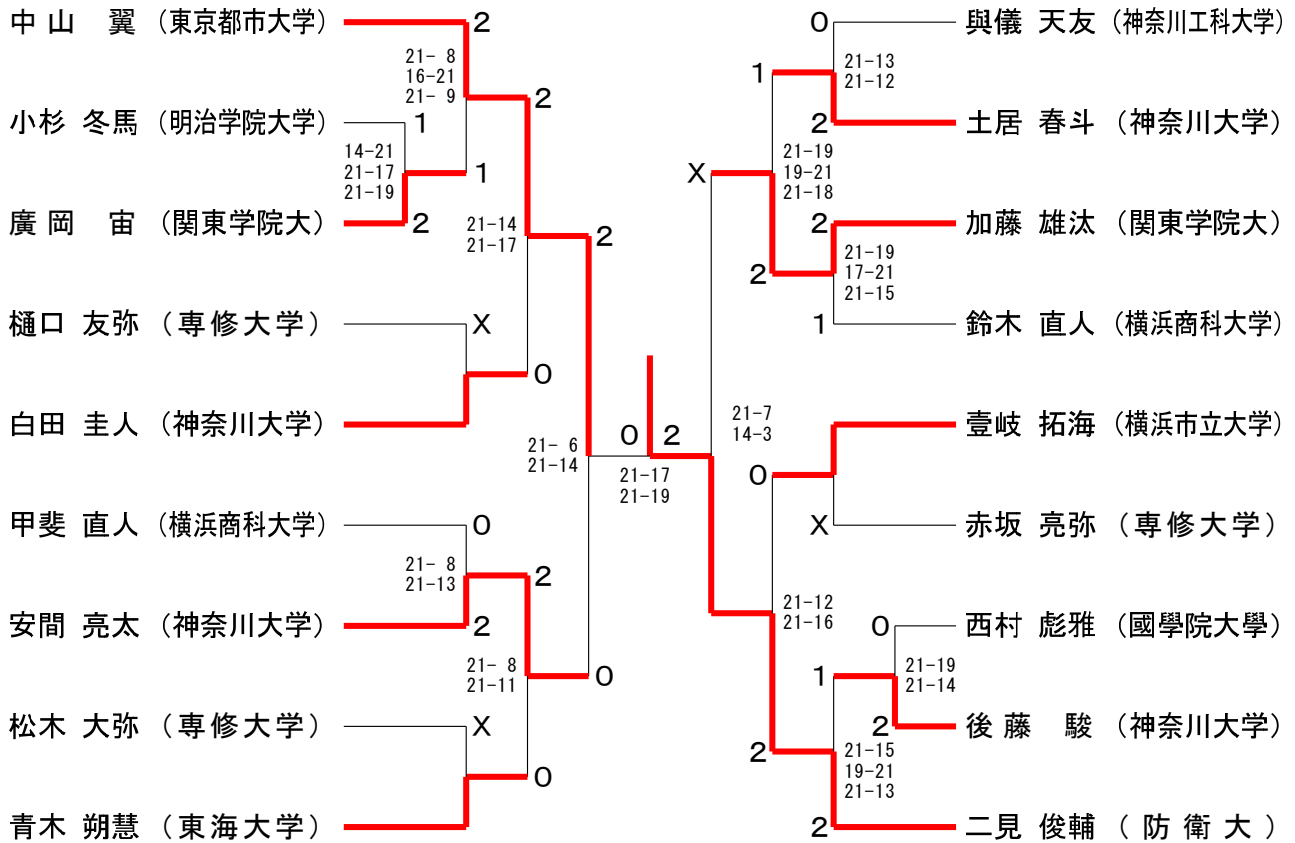 中山 翼 (東京都市大学)
2
21- 8
16-21
21- 9
2
小杉 冬馬 (明治学院大学)
1
14-21
21-17
21-19
1
廣岡 宙 (関東学院大)
2
21-14
21-17
2
樋口 友弥 (専修大学)
X
0
白田 圭人 (神奈川大学)
21- 6
21-14
甲斐 直人 (横浜商科大学)
0
21- 8
21-13
2
安間 亮太 (神奈川大学)
2
21- 8
21-11
0
松木 大弥 (専修大学)
X
0
青木 朔慧 (東海大学)
0 2
21-17
21-19
0
與儀 天友 (神奈川工科大学)
1
21-13
21-12
2
土居 春斗 (神奈川大学)
X
21-19
19-21
21-18
2
加藤 雄汰 (関東学院大)
2
21-19
17-21
21-15
1
鈴木 直人 (横浜商科大学)
21-7
14-3
壹岐 拓海 (横浜市立大学)
0
X
赤坂 亮弥 (専修大学)
21-12
21-16
0
西村 彪雅 (國學院大學)
1
21-19
21-14
2
後藤 駿 (神奈川大学)
2
21-15
19-21
21-13
2
二見 俊輔 (防衛大)